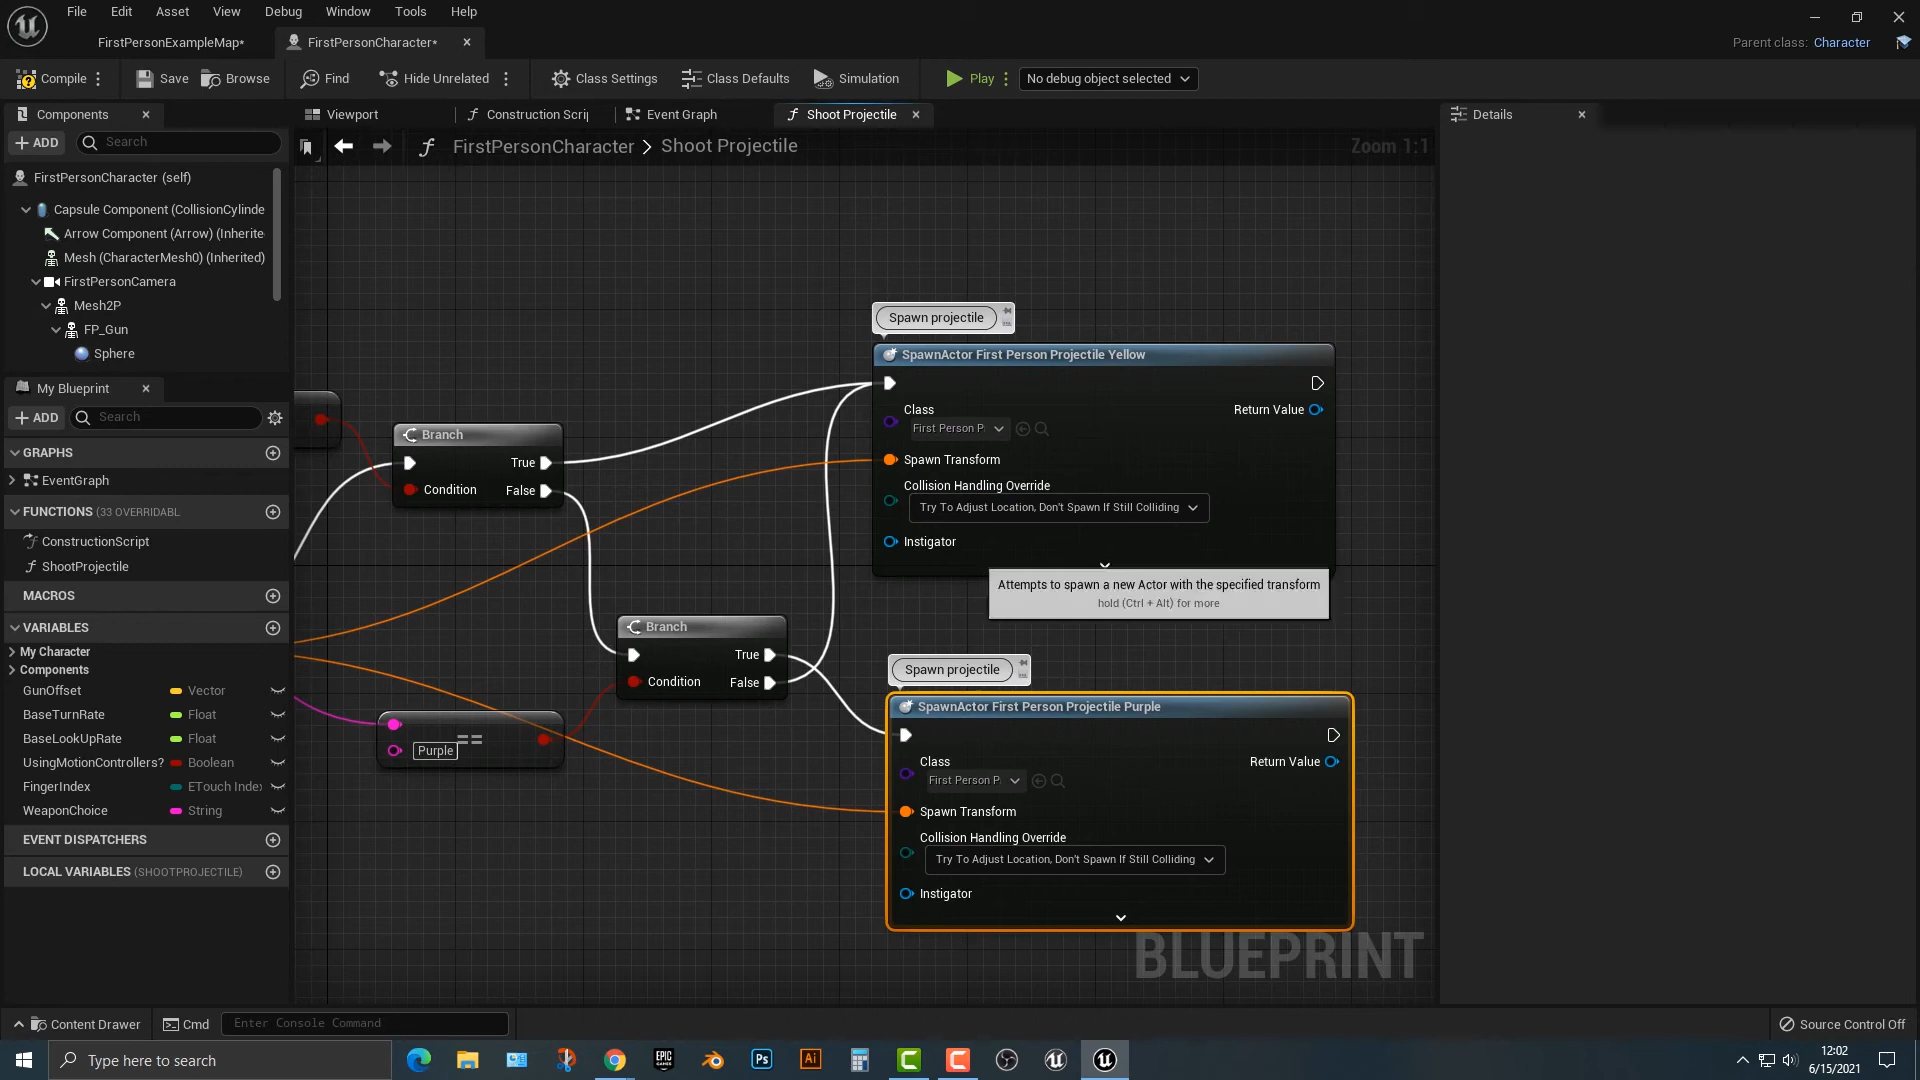 File Edit Asset View Debug Window Tools Help
FirstPersonExampleMap*
FirstPersonCharacter*
Parent class: Character
Compile
Save
Browse
Find
Hide Unrelated
Class Settings
Class Defaults
Simulation
Play
No debug object selected
Components
ADD
Search
FirstPersonCharacter (self)
Capsule Component (CollisionCylinde
Arrow Component (Arrow) (Inherite
Mesh (CharacterMesh0) (Inherited)
FirstPersonCamera
Mesh2P
FP_Gun
Sphere
My Blueprint
ADD
Search
GRAPHS
EventGraph
FUNCTIONS (33 OVERRIDABL
ConstructionScript
ShootProjectile
MACROS
VARIABLES
My Character
Components
GunOffset Vector
BaseTurnRate Float
BaseLookUpRate Float
UsingMotionControllers? Boolean
FingerIndex ETouch Index
WeaponChoice String
EVENT DISPATCHERS
LOCAL VARIABLES (SHOOTPROJECTILE)
Viewport
Construction Scrip
Event Graph
Shoot Projectile
FirstPersonCharacter > Shoot Projectile
Zoom 1:1
Spawn projectile
SpawnActor First Person Projectile Yellow
Class
First Person P
Return Value
Spawn Transform
Collision Handling Override
Try To Adjust Location, Don't Spawn If Still Colliding
Instigator
Attempts to spawn a new Actor with the specified transform
hold (Ctrl + Alt) for more
Branch
True
Condition False
Branch
True
Condition False
Purple ==
Spawn projectile
SpawnActor First Person Projectile Purple
Class
First Person P
Return Value
Spawn Transform
Collision Handling Override
Try To Adjust Location, Don't Spawn If Still Colliding
Instigator
BLUEPRINT
Details
Content Drawer
Cmd
Enter Console Command
Source Control Off
Type here to search
EPIC GAMES
Ps
Ai
12:02
6/15/2021